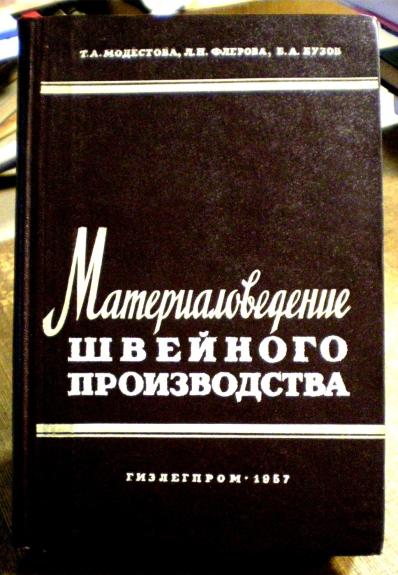 Т.А.МОДЕСТОВА, Л.Н. ФЛЕРОВА, Б.А. БУЗОВ
Материаловедение
ШВЕЙНОГО
ПРОИЗВОДСТВА
ГИЗЛЕГПРОМ · 1957